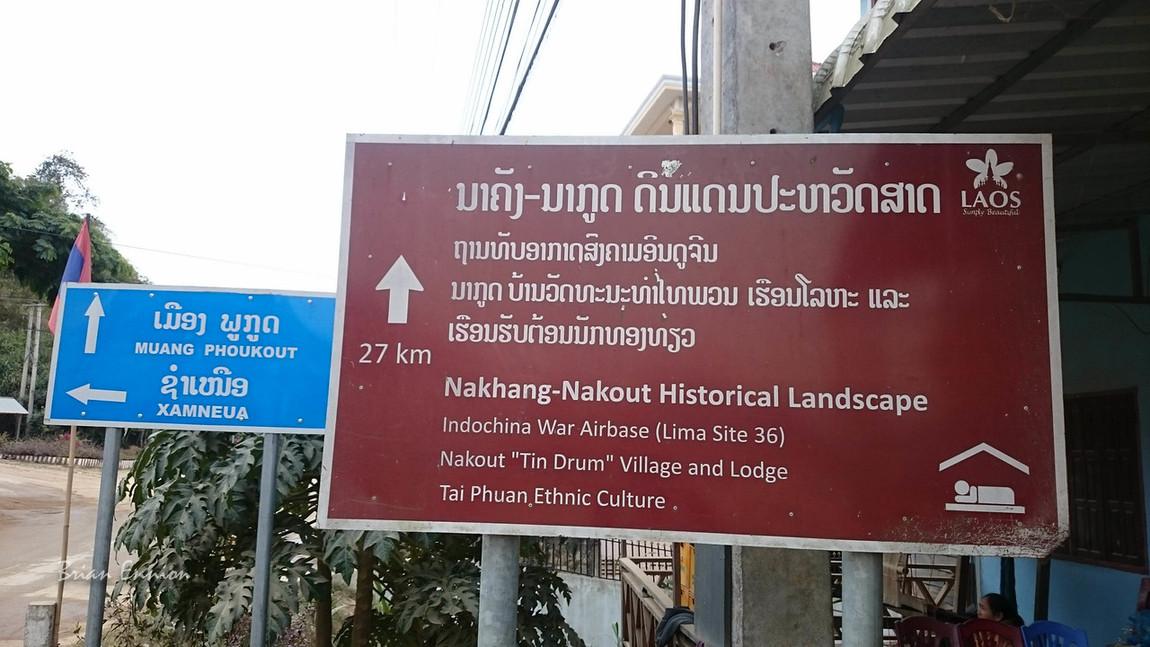 ເມືອງ ພູກູດ
MUANG PHOUKOUT
ຊຳເໜືອ
XAMNEUA
ນາຄັງ-ນາກູດ ດິນແດນປະຫວັດສາດ
ຖານທັບອາກາດສົງຄາມອິນດູຈີນ
ນາກູດ ບ້ານວັດທະນະທຳໄທພວນ ເຮືອນໂລຫະ ແລະ
ເຮືອນຮັບຕ້ອນນັກທອງທ່ຽວ
27 km
Nakhang-Nakout Historical Landscape
Indochina War Airbase (Lima Site 36)
Nakout "Tin Drum" Village and Lodge
Tai Phuan Ethnic Culture
LAOS
Simply Beautiful
Brian Ennion